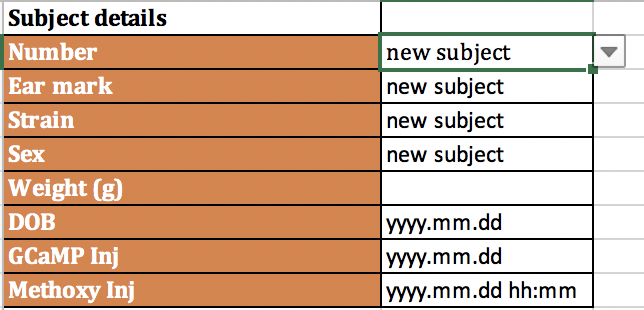 Subject details
Number new subject
Ear mark new subject
Strain new subject
Sex new subject
Weight (g)
DOB yyyy.mm.dd
GCaMP Inj yyyy.mm.dd
Methoxy Inj yyyy.mm.dd hh:mm